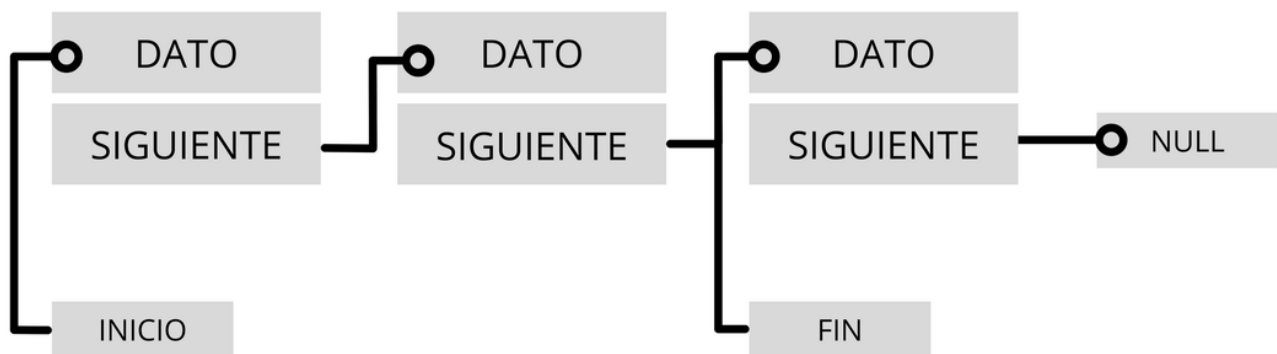 DATO
SIGUIENTE
DATO
SIGUIENTE
DATO
SIGUIENTE
NULL
INICIO
FIN